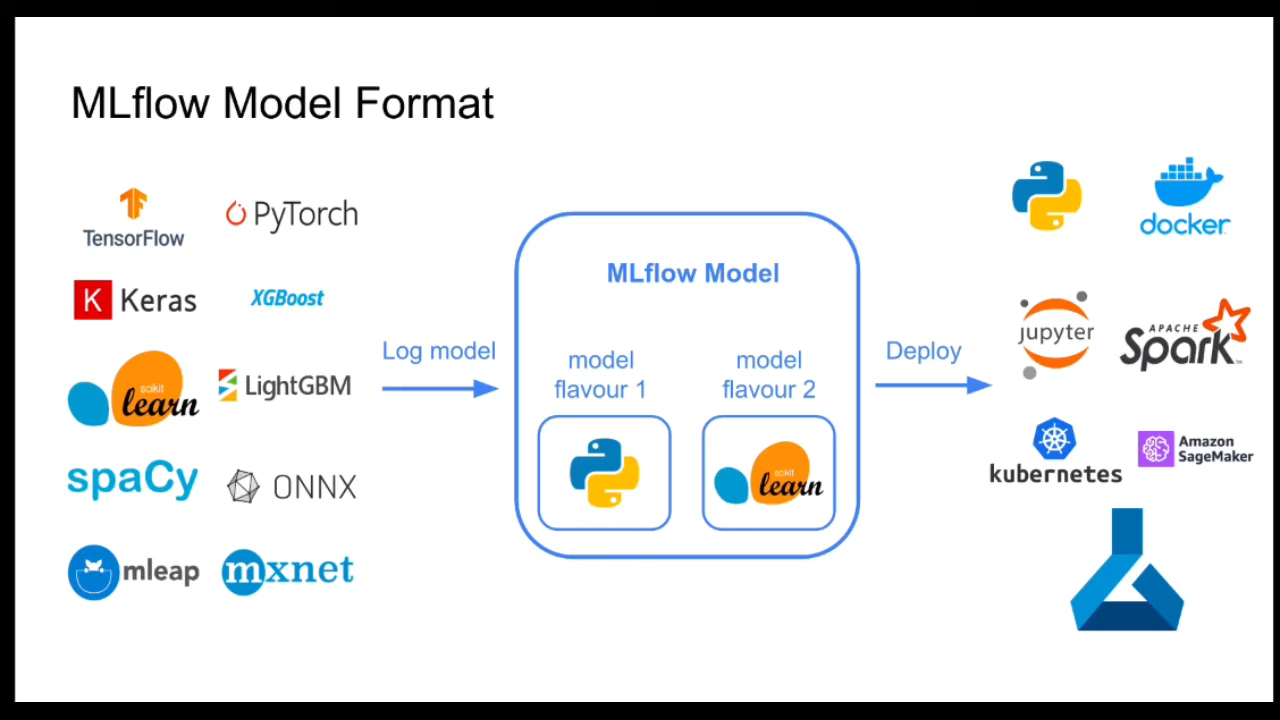 MLflow Model Format
TensorFlow
PyTorch
K Keras
XGBoost
scikit
learn
LightGBM
spaCy
ONNX
mleap
mxnet
Log model
MLflow Model
model
flavour 1
model
flavour 2
scikit
learn
Deploy
docker
jupyter
APACHE
Spark
TM
kubernetes
Amazon
SageMaker